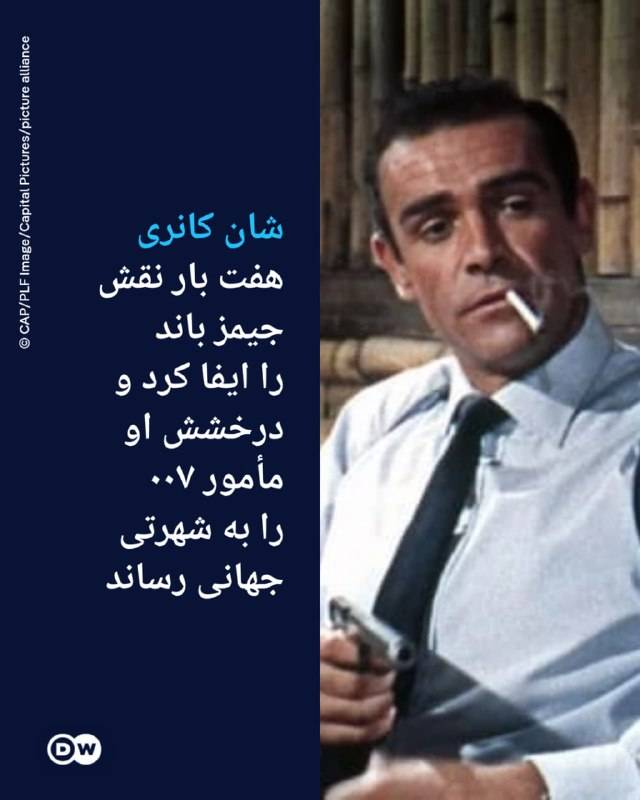 © CAP/PLF Image/Capital Pictures/picture alliance
شان کانری
هفت بار نقش
جیمز باند
را ایفا کرد و
درخشش او
مأمور ۰۰۷
را به شهرتی
جهانی رساند
DW